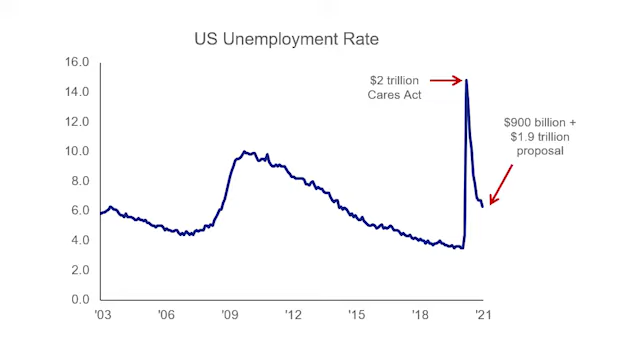 US Unemployment Rate
16.0
14.0
12.0
10.0
8.0
6.0
4.0
2.0
0.0
$2 trillion
Cares Act
$900 billion +
$1.9 trillion
proposal
'03
'06
'09
'12
'15
'18
'21